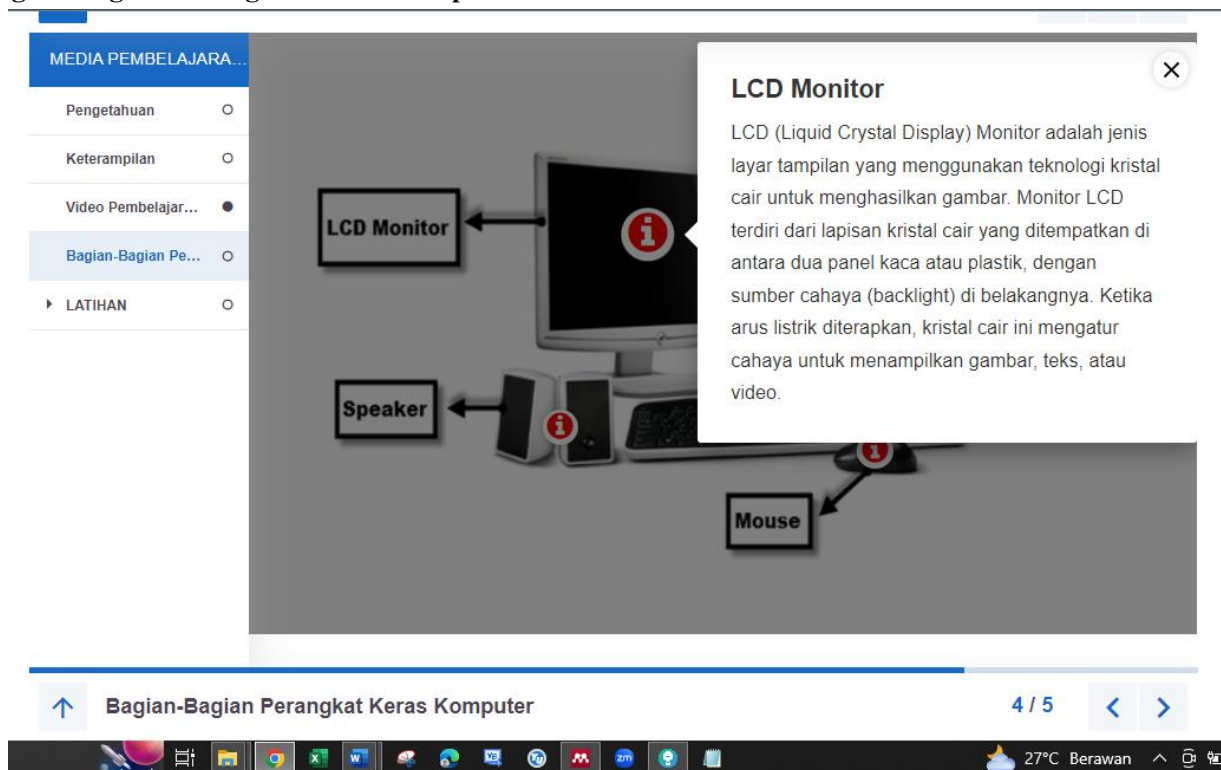 MEDIA PEMBELAJARA...
Pengetahuan
Keterampilan
Video Pembelajar...
Bagian-Bagian Pe...
LATIHAN
LCD Monitor
Speaker
Mouse
LCD Monitor
LCD (Liquid Crystal Display) Monitor adalah jenis
layar tampilan yang menggunakan teknologi kristal
cair untuk menghasilkan gambar. Monitor LCD
terdiri dari lapisan kristal cair yang ditempatkan di
antara dua panel kaca atau plastik, dengan
sumber cahaya (backlight) di belakangnya. Ketika
arus listrik diterapkan, kristal cair ini mengatur
cahaya untuk menampilkan gambar, teks, atau
video.
Bagian-Bagian Perangkat Keras Komputer
4 / 5
27°C Berawan